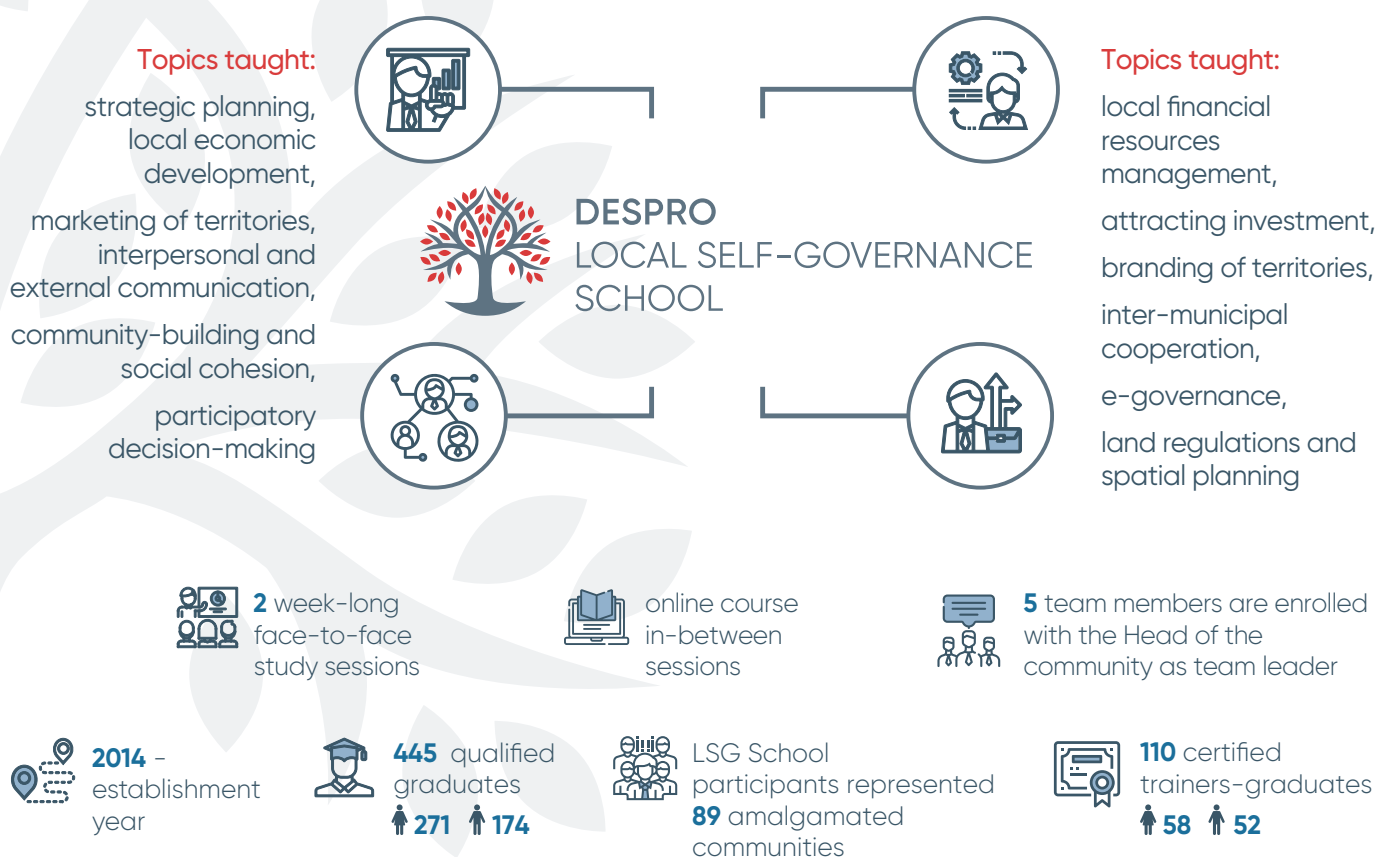 Topics taught:
strategic planning,
local economic
development,
marketing of territories,
interpersonal and
external communication,
community-building and
social cohesion,
participatory
decision-making
DESPRO
LOCAL SELF-GOVERNANCE
SCHOOL
Topics taught:
local financial
resources
management,
attracting investment,
branding of territories,
inter-municipal
cooperation,
e-governance,
land regulations and
spatial planning
2 week-long
face-to-face
study sessions
online course
in-between
sessions
5 team members are enrolled
with the Head of the
community as team leader
2014 -
establishment
year
445 qualified
graduates
271 174
LSG School
participants represented
89 amalgamated
communities
110 certified
trainers-graduates
58 52